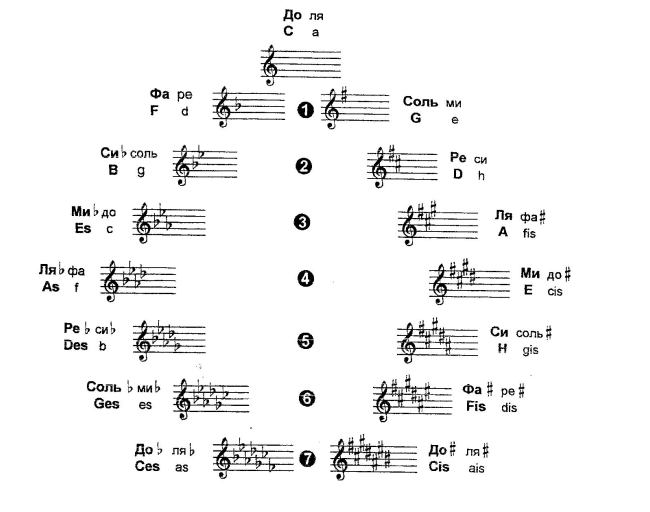 До ля
C a
Фа ре
F d
1
Соль ми
G e
Си♭ соль
B g
2
Ре си
D h
Ми♭ до
Es c
3
Ля фа♯
A fis
Ля♭ фа
As f
4
Ми до♯
E cis
Ре ♭ си♭
Des b
5
Си соль♯
H gis
Соль ♭ ми♭
Ges es
6
Фа ♯ ре ♯
Fis dis
До ♭ ля ♭
Ces as
7
До♯ ля♯
Cis ais